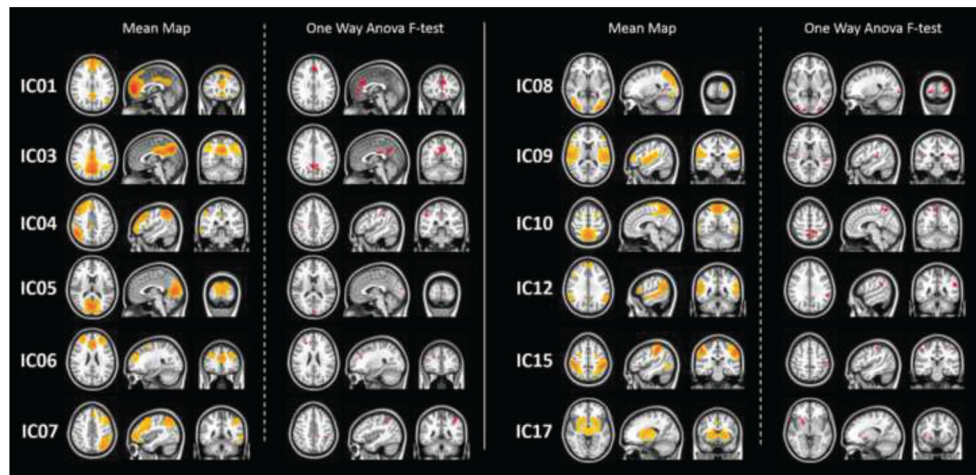 Mean Map One Way Anova F-test Mean Map One Way Anova F-test
IC01 IC08
IC03 IC09
IC04 IC10
IC05 IC12
IC06 IC15
IC07 IC17